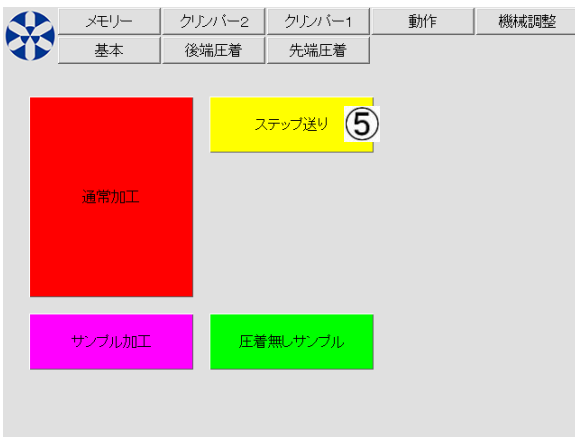 メモリー
クリンパー2
クリンパー1
動作
機械調整
基本
後端圧着
先端圧着
ステップ送り ⑤
通常加工
サンプル加工
圧着無しサンプル